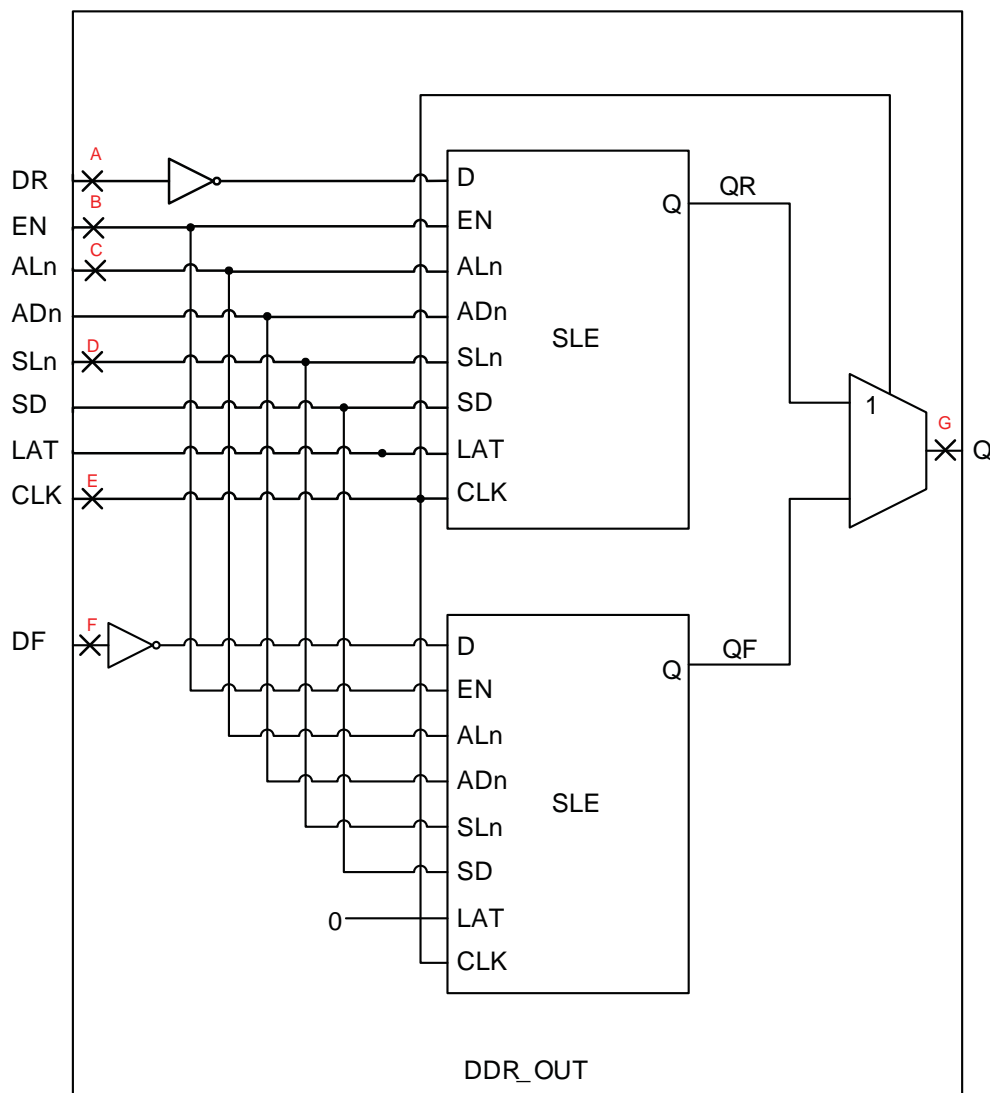 A
DR
D
QR
Q
B
EN
EN
C
ALn
ALn
ADn
ADn
SLE
D
SLn
SLn
SD
SD
1
LAT
LAT
G
Q
E
CLK
CLK
F
DF
D
QF
Q
EN
ALn
ADn
SLE
SLn
SD
0
LAT
CLK
DDR_OUT